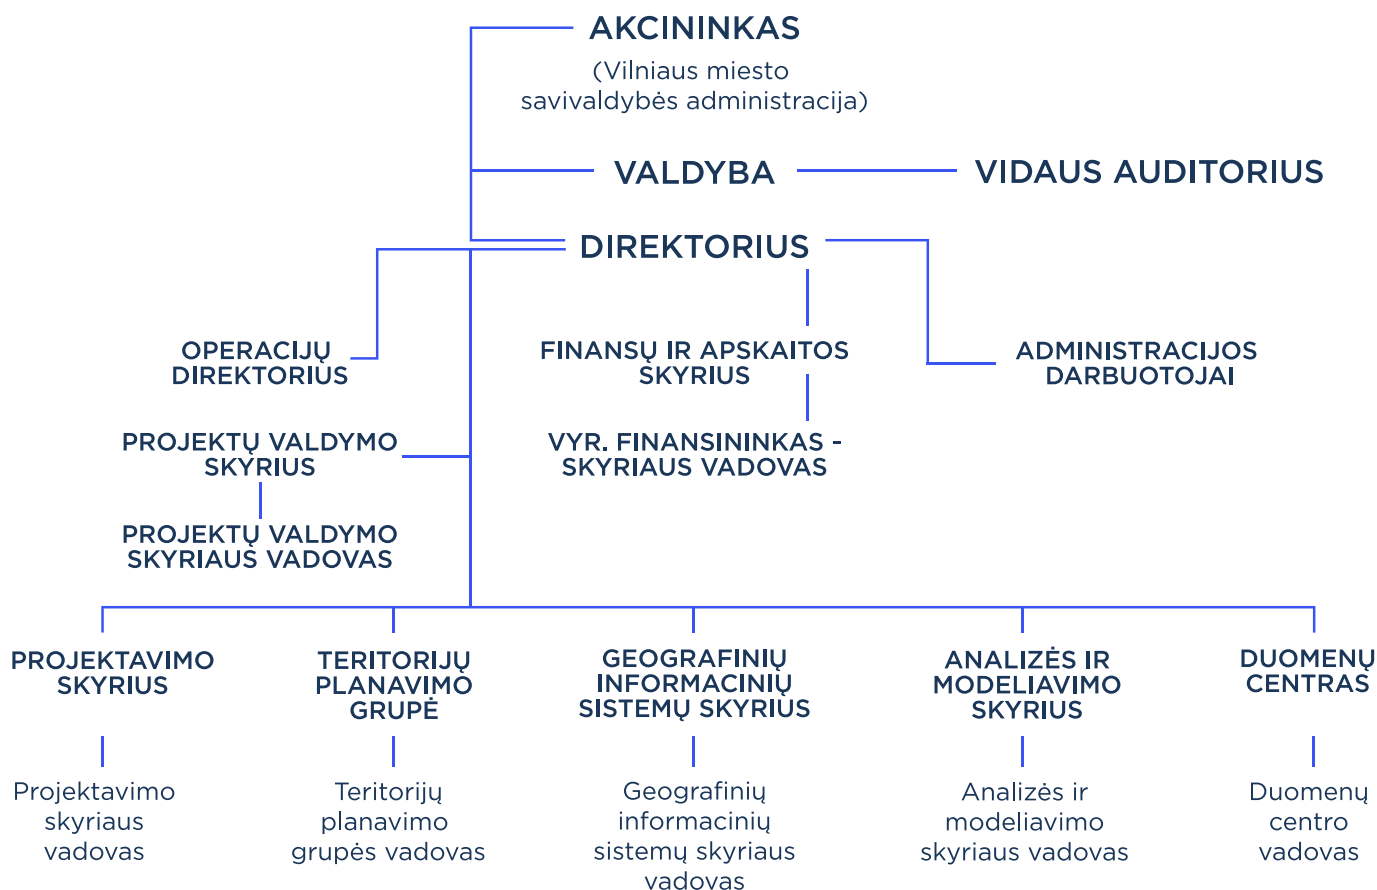 AKCININKAS
(Vilniaus miesto
savivaldybės administracija)
VALDYBA
VIDAUS AUDITORIUS
DIREKTORIUS
OPERACIJŲ
DIREKTORIUS
FINANSŲ IR APSKAITOS
SKYRIUS
ADMINISTRACIJOS
DARBUOTOJAI
PROJEKTŲ VALDYMO
SKYRIUS
VYR. FINANSININKAS -
SKYRIAUS VADOVAS
PROJEKTŲ VALDYMO
SKYRIAUS VADOVAS
PROJEKTAVIMO
SKYRIUS
TERITORIJŲ
PLANAVIMO
GRUPĖ
GEOGRAFINIŲ
INFORMACINIŲ
SISTEMŲ SKYRIUS
ANALIZĖS IR
MODELIAVIMO
SKYRIUS
DUOMENŲ
CENTRAS
Projektavimo
skyriaus
vadovas
Teritorijų
planavimo
grupės vadovas
Geografinių
informacinių
sistemų skyriaus
vadovas
Analizės ir
modeliavimo
skyriaus vadovas
Duomenų
centro
vadovas